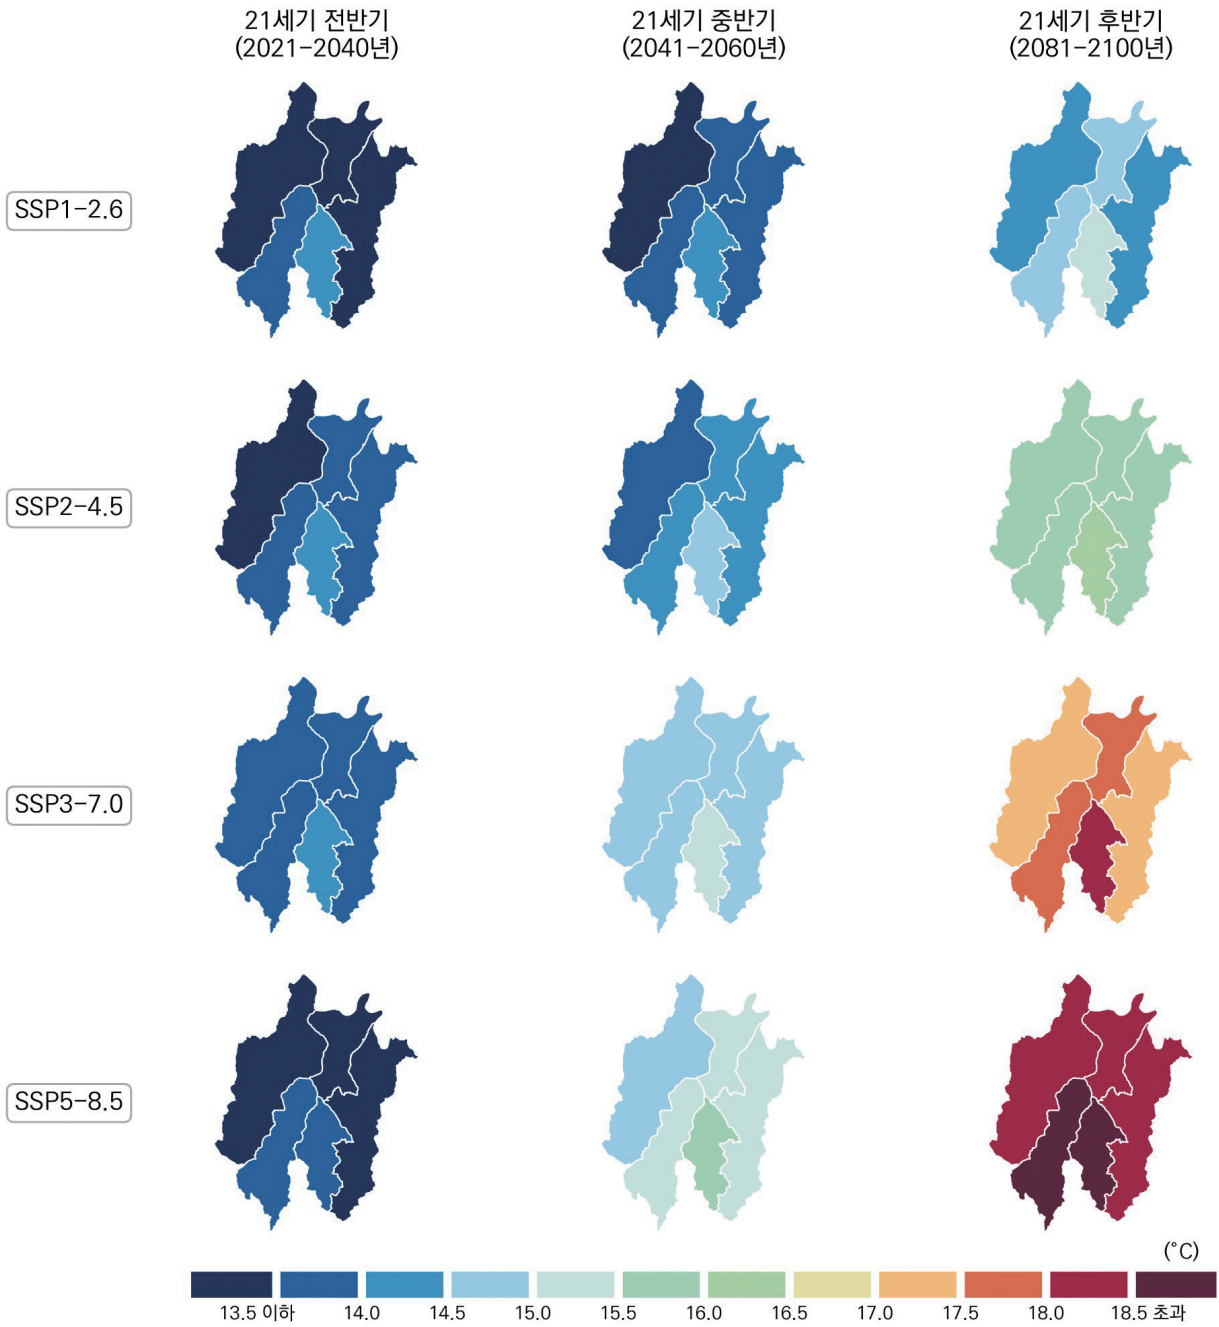 21세기 전반기
(2021-2040년)
21세기 중반기
(2041-2060년)
21세기 후반기
(2081-2100년)
SSP1-2.6
SSP2-4.5
SSP3-7.0
SSP5-8.5
(°C)
13.5 이하 14.0 14.5 15.0 15.5 16.0 16.5 17.0 17.5 18.0 18.5 초과